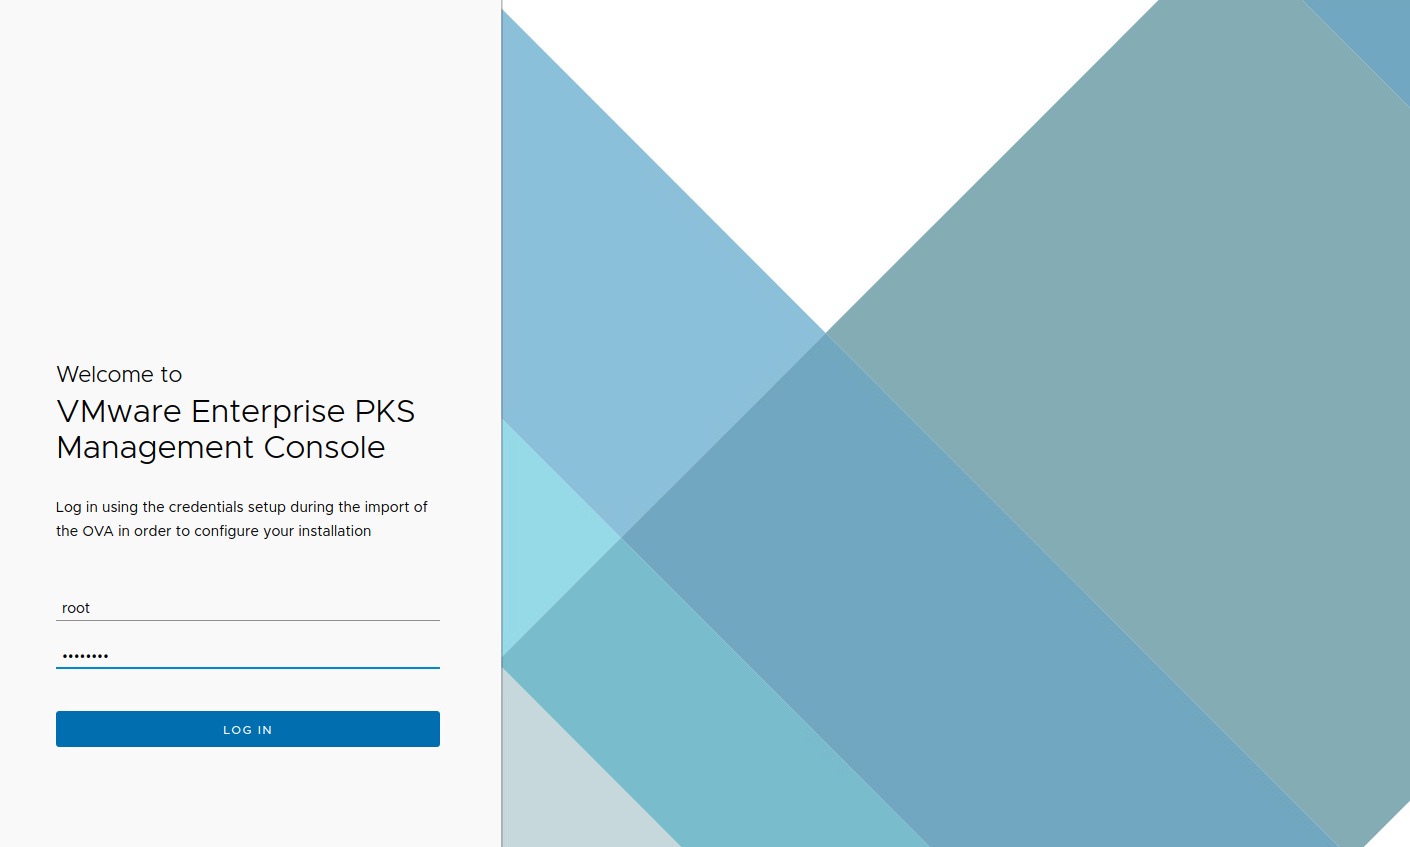 Welcome to
VMware Enterprise PKS
Management Console
Log in using the credentials setup during the import of
the OVA in order to configure your installation
root
••••••••
LOG IN